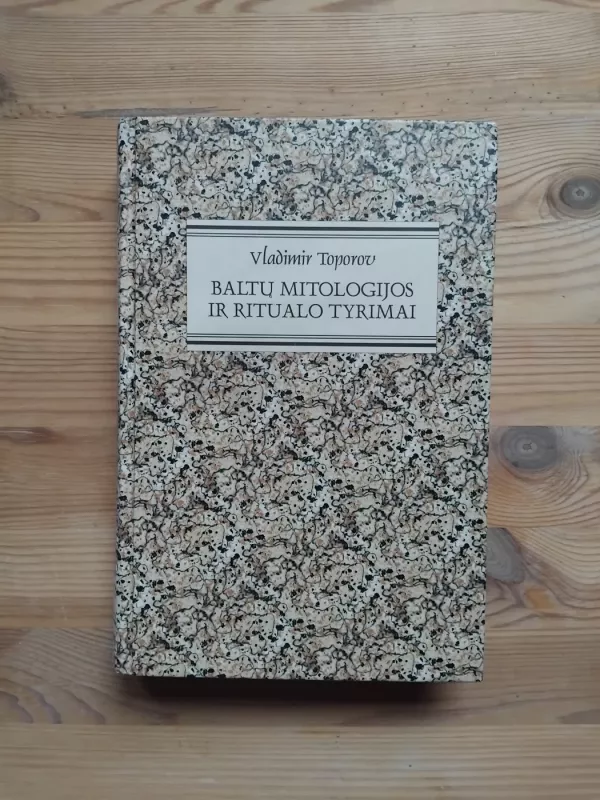 Vladimir Toporov
BALTŲ MITOLOGIJOS
IR RITUALO TYRIMAI